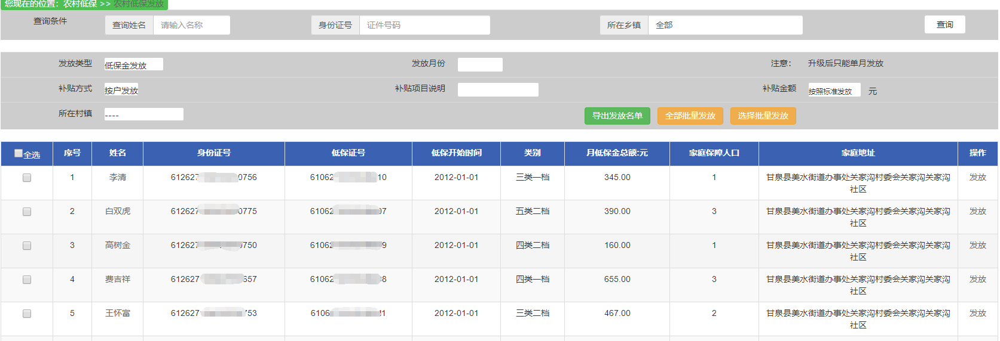 您现在的位置：农村低保 >> 农村低保发放
查询条件 查询姓名 请输入名称 身份证号 证件号码 所在乡镇 全部 查询
发放类型 低保金发放 发放月份 注意： 升级后只能单月发放
补贴方式 按户发放 补贴项目说明 补贴金额 按照标准发放 元
所在村镇 ---- 导出发放名单 全部批量发放 选择批量发放
全选 序号 姓名 身份证号 低保证号 低保开始时间 类别 月低保金总额:元 家庭保障人口 家庭地址 操作
1 李清 612627 0756 61062 10 2012-01-01 三类一档 345.00 1 甘泉县美水街道办事处关家沟村委会关家沟关家沟 发放
社区
2 白双虎 612627 0775 61062 07 2012-01-01 五类二档 390.00 3 甘泉县美水街道办事处关家沟村委会关家沟关家沟 发放
社区
3 高树金 612627 0750 61062 9 2012-01-01 四类二档 160.00 1 甘泉县美水街道办事处关家沟村委会关家沟关家沟 发放
社区
4 费吉祥 612627 657 61062 8 2012-01-01 四类一档 655.00 3 甘泉县美水街道办事处关家沟村委会关家沟关家沟 发放
社区
5 王怀富 612627 753 6106 41 2012-01-01 三类二档 467.00 2 甘泉县美水街道办事处关家沟村委会关家沟关家沟 发放
社区